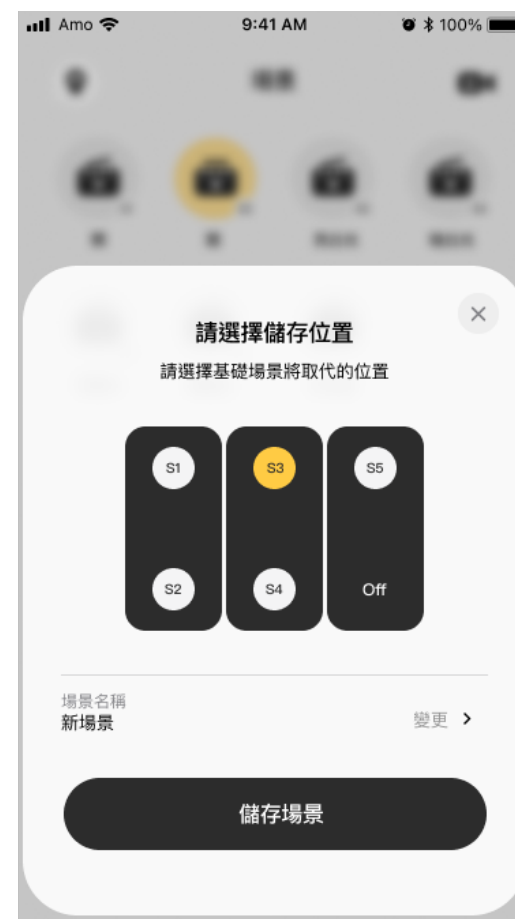 Amo
9:41 AM
100%
請選擇儲存位置
請選擇基礎場景將取代的位置
S1
S3
S5
S2
S4
Off
場景名稱
新場景
變更
儲存場景